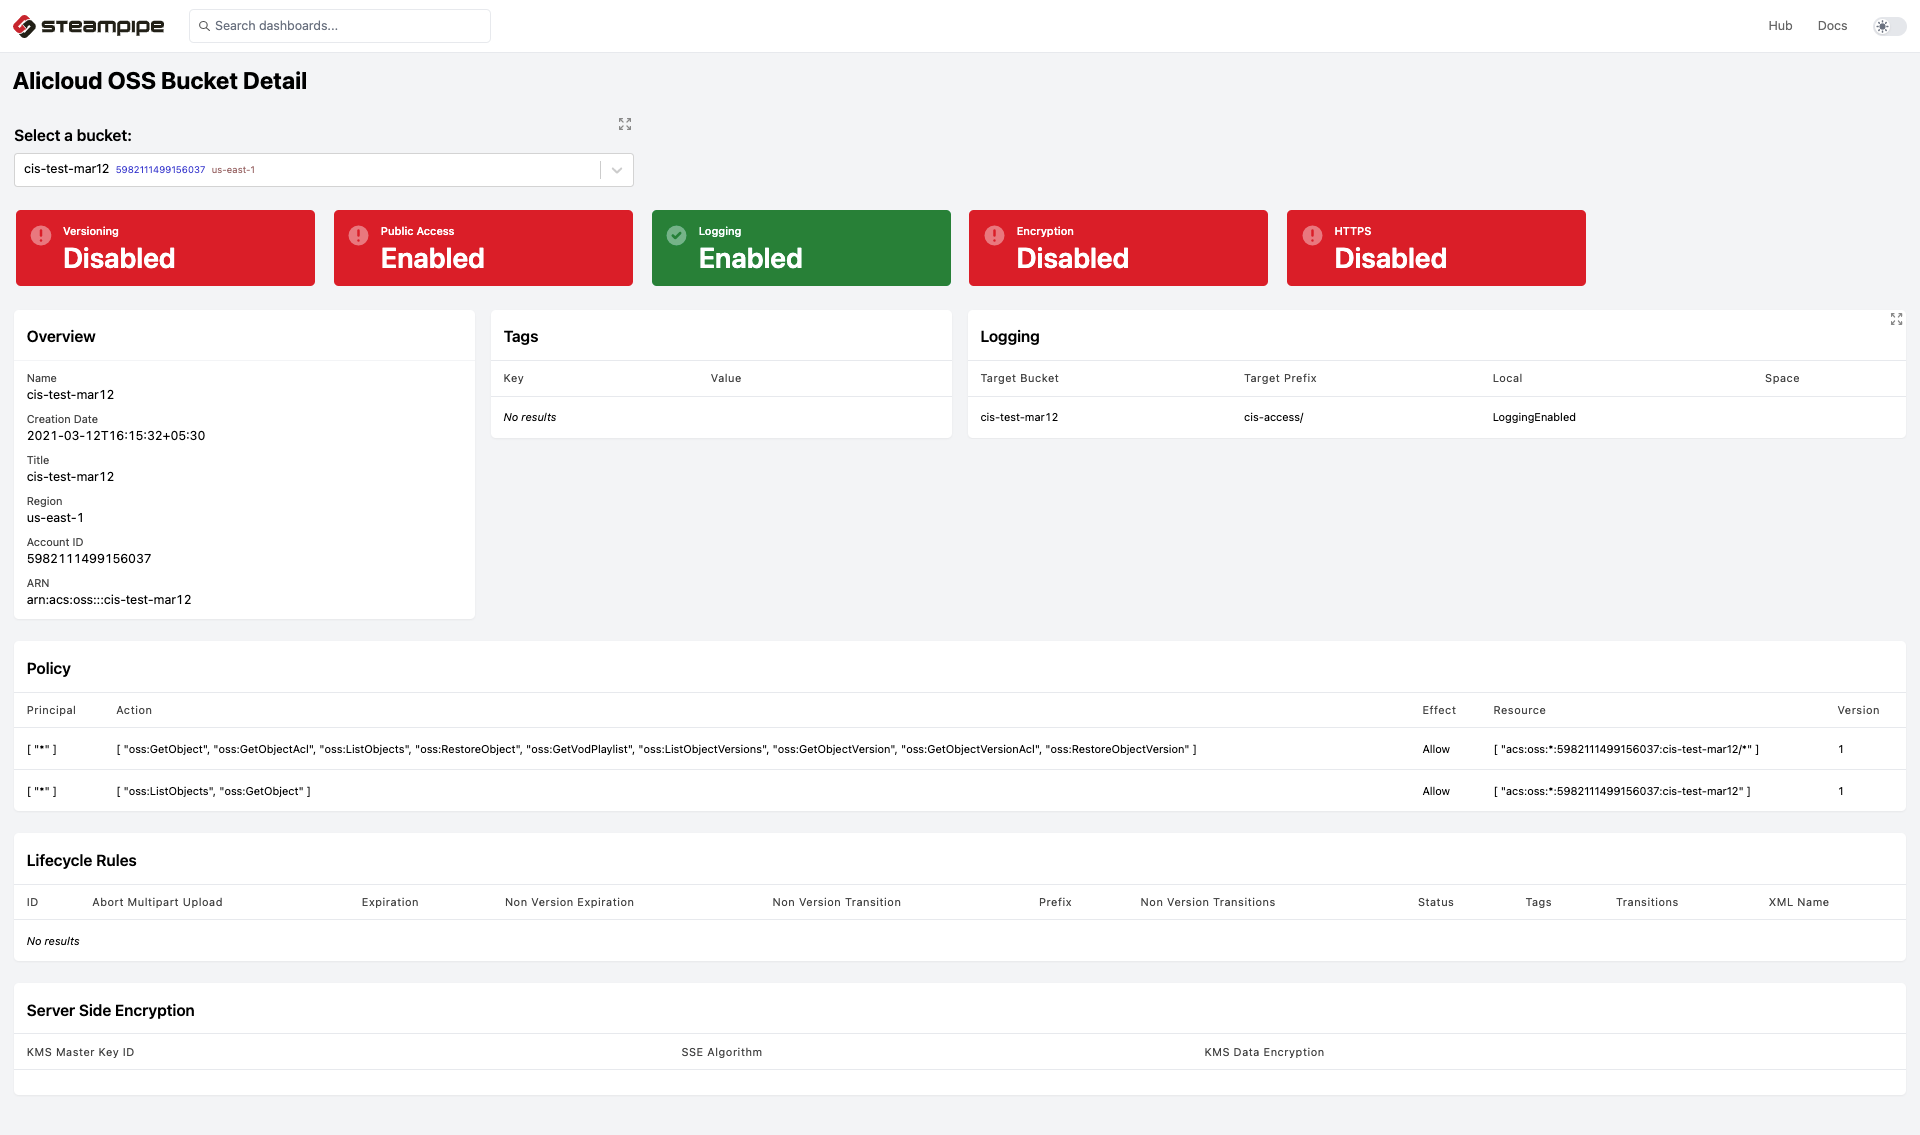 steampipe
Search dashboards...
Hub
Docs
Alicloud OSS Bucket Detail
Select a bucket:
cis-test-mar12 5982111499156037 us-east-1
Versioning
Disabled
Public Access
Enabled
Logging
Enabled
Encryption
Disabled
HTTPS
Disabled
Overview
Name
cis-test-mar12
Creation Date
2021-03-12T16:15:32+05:30
Title
cis-test-mar12
Region
us-east-1
Account ID
5982111499156037
ARN
arn:acs:oss:::cis-test-mar12
Tags
Key Value
No results
Logging
Target Bucket Target Prefix Local Space
cis-test-mar12 cis-access/ LoggingEnabled
Policy
Principal Action Effect Resource Version
[ "*" ] [ "oss:GetObject", "oss:GetObjectAcl", "oss:ListObjects", "oss:RestoreObject", "oss:GetVodPlaylist", "oss:ListObjectVersions", "oss:GetObjectVersion", "oss:GetObjectVersionAcl", "oss:RestoreObjectVersion" ] Allow [ "acs:oss:*:5982111499156037:cis-test-mar12/*" ] 1
[ "*" ] [ "oss:ListObjects", "oss:GetObject" ] Allow [ "acs:oss:*:5982111499156037:cis-test-mar12" ] 1
Lifecycle Rules
ID Abort Multipart Upload Expiration Non Version Expiration Non Version Transition Prefix Non Version Transitions Status Tags Transitions XML Name
No results
Server Side Encryption
KMS Master Key ID SSE Algorithm KMS Data Encryption